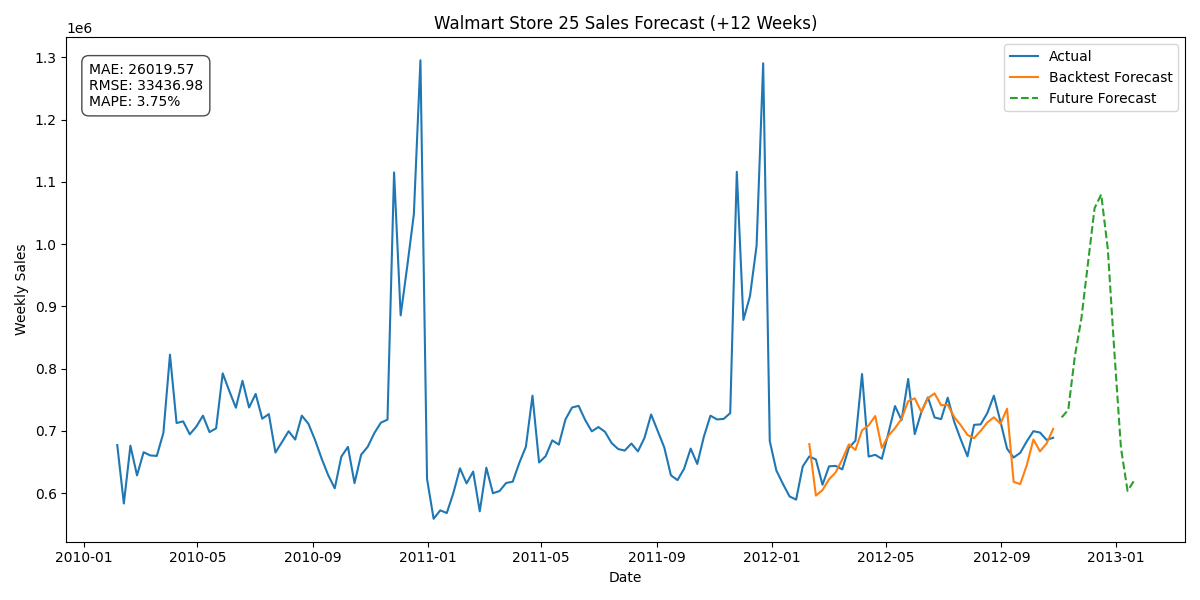 Walmart Store 25 Sales Forecast (+12 Weeks)
1e6
MAE: 26019.57
RMSE: 33436.98
MAPE: 3.75%
Actual
Backtest Forecast
Future Forecast
Weekly Sales
1.3
1.2
1.1
1.0
0.9
0.8
0.7
0.6
2010-01
2010-05
2010-09
2011-01
2011-05
2011-09
2012-01
2012-05
2012-09
2013-01
Date